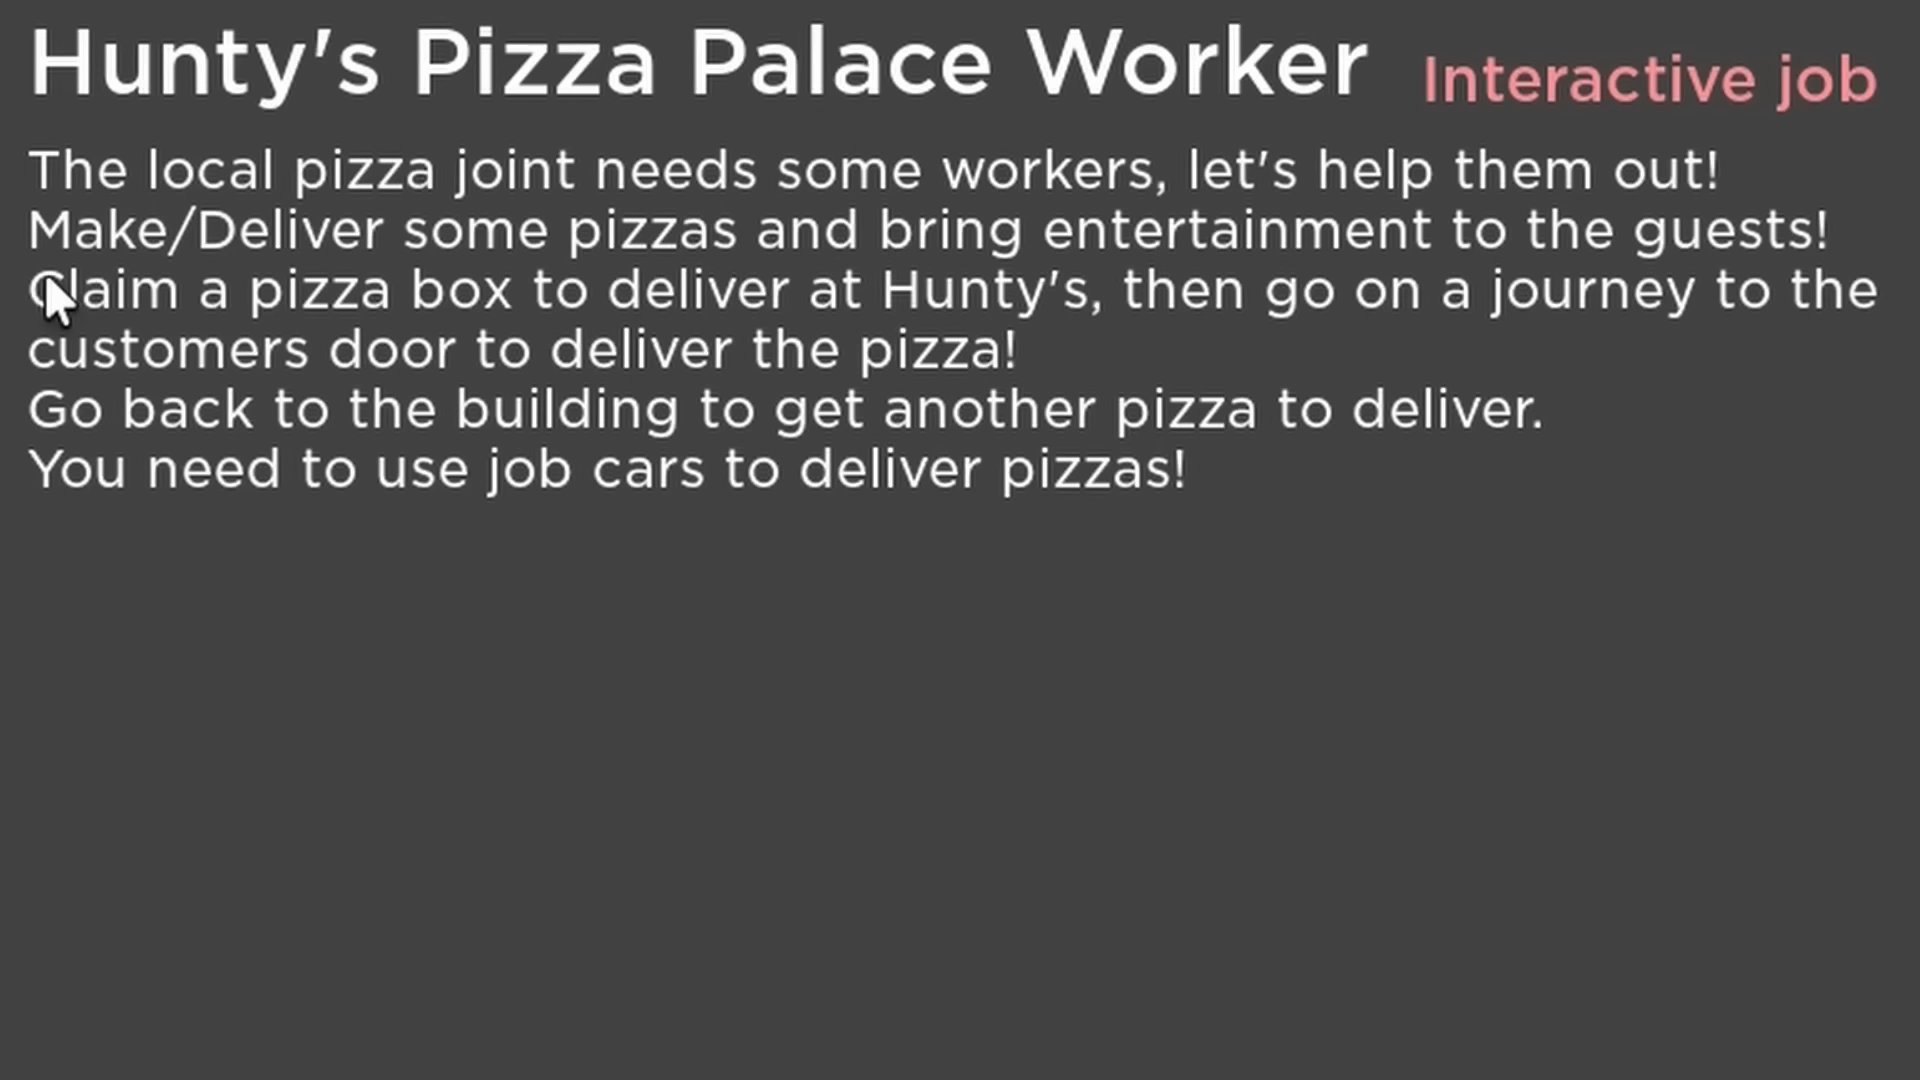 Hunty's Pizza Palace Worker Interactive job
The local pizza joint needs some workers, let's help them out!
Make/Deliver some pizzas and bring entertainment to the guests!
Claim a pizza box to deliver at Hunty's, then go on a journey to the
customers door to deliver the pizza!
Go back to the building to get another pizza to deliver.
You need to use job cars to deliver pizzas!